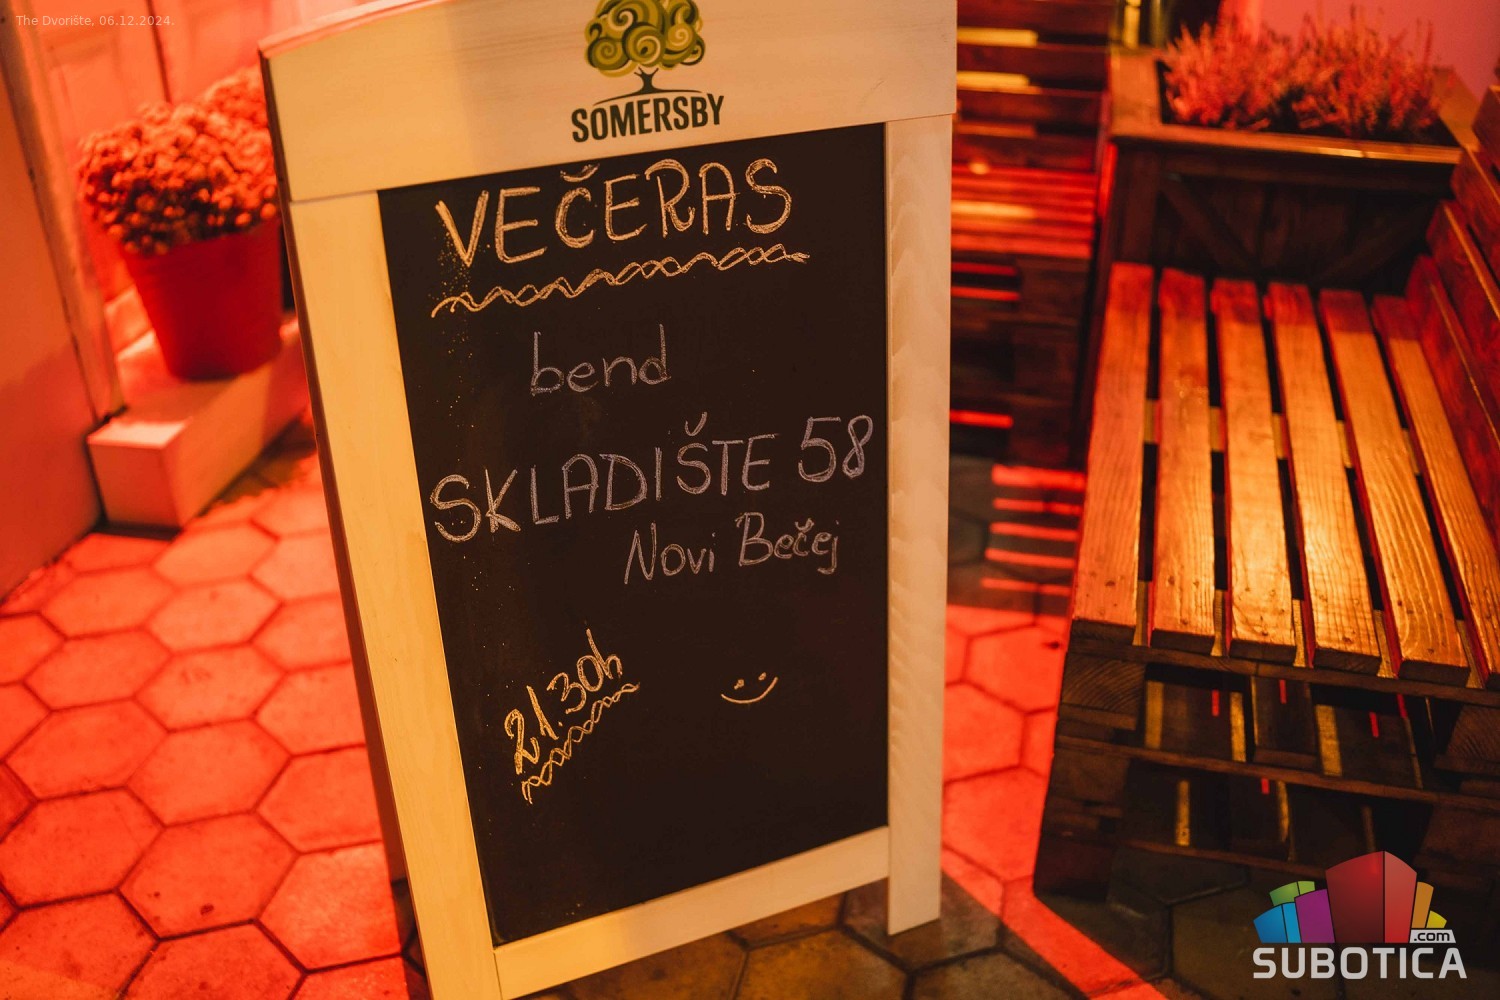 The Dvorište, 06.12.2024.
SOMERSBY
VEČERAS
bend
SKLADIŠTE 58
Novi Bečej
21.30h
.com
SUBOTICA